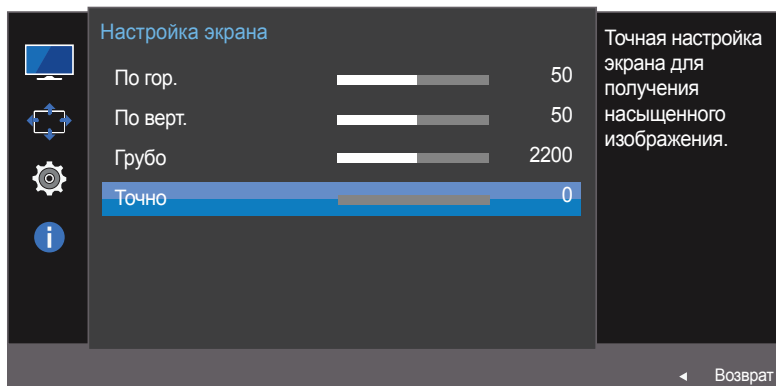 Настройка экрана
По гор. 50
По верт. 50
Грубо 2200
Точно 0
Точная настройка
экрана для
получения
насыщенного
изображения.
Возврат